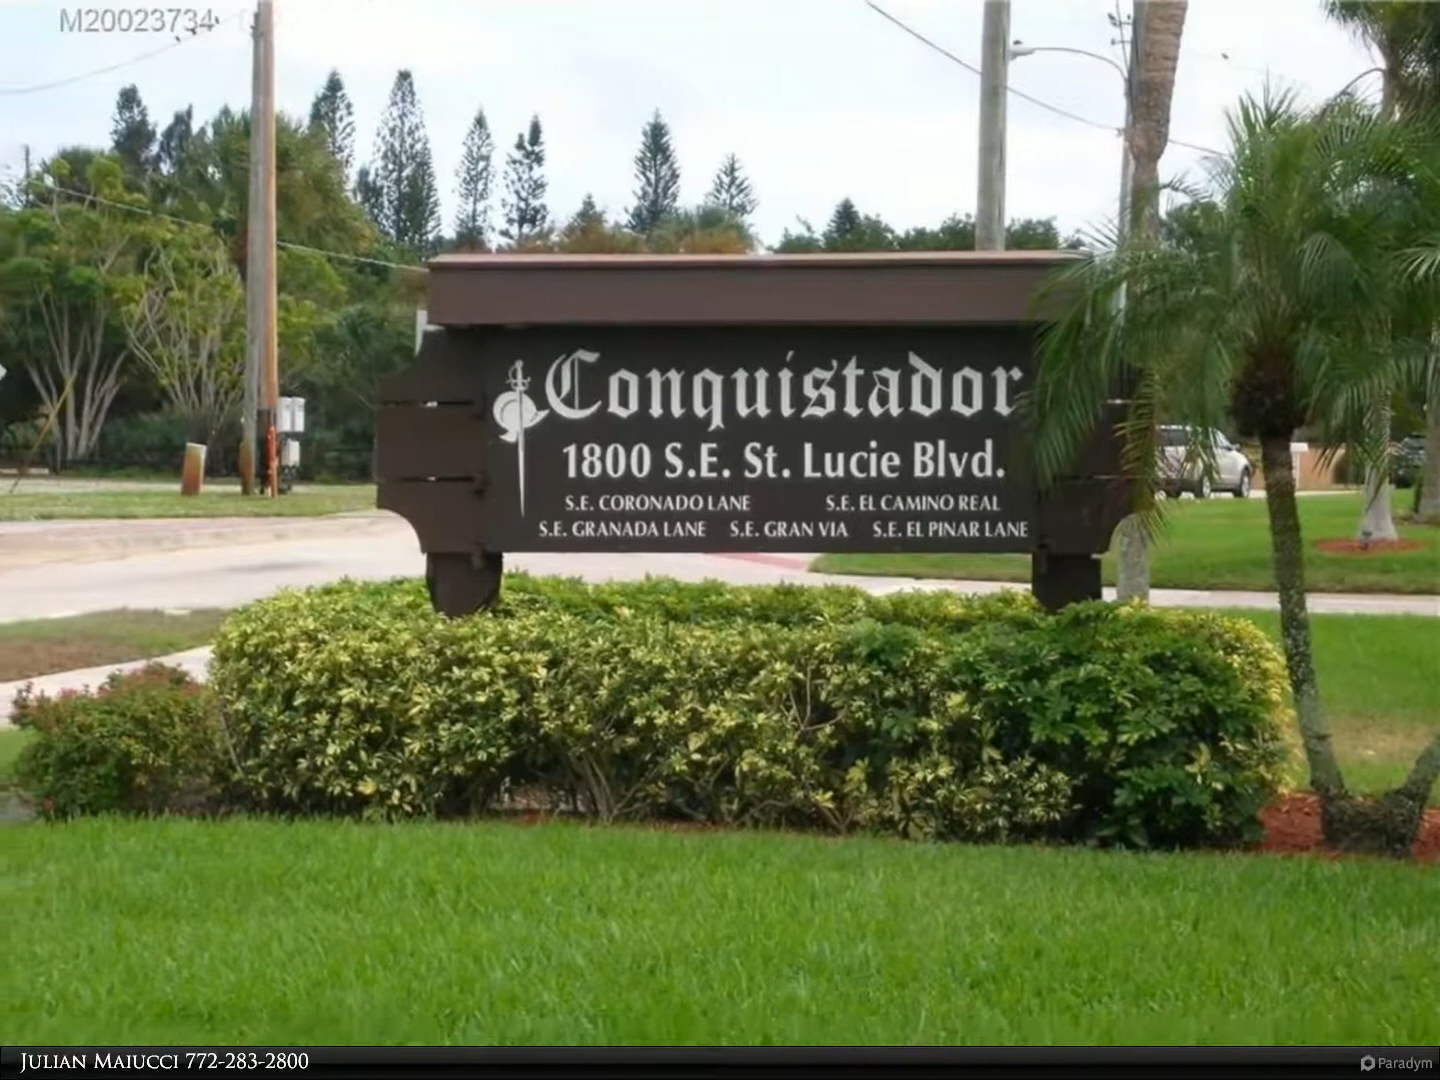 M20023734
Conquistador
1800 S.E. St. Lucie Blvd.
S.E. CORONADO LANE S.E. EL CAMINO REAL
S.E. GRANADA LANE S.E. GRAN VIA S.E. EL PINAR LANE
JULIAN MAIUCCI 772-283-2800
Paradym